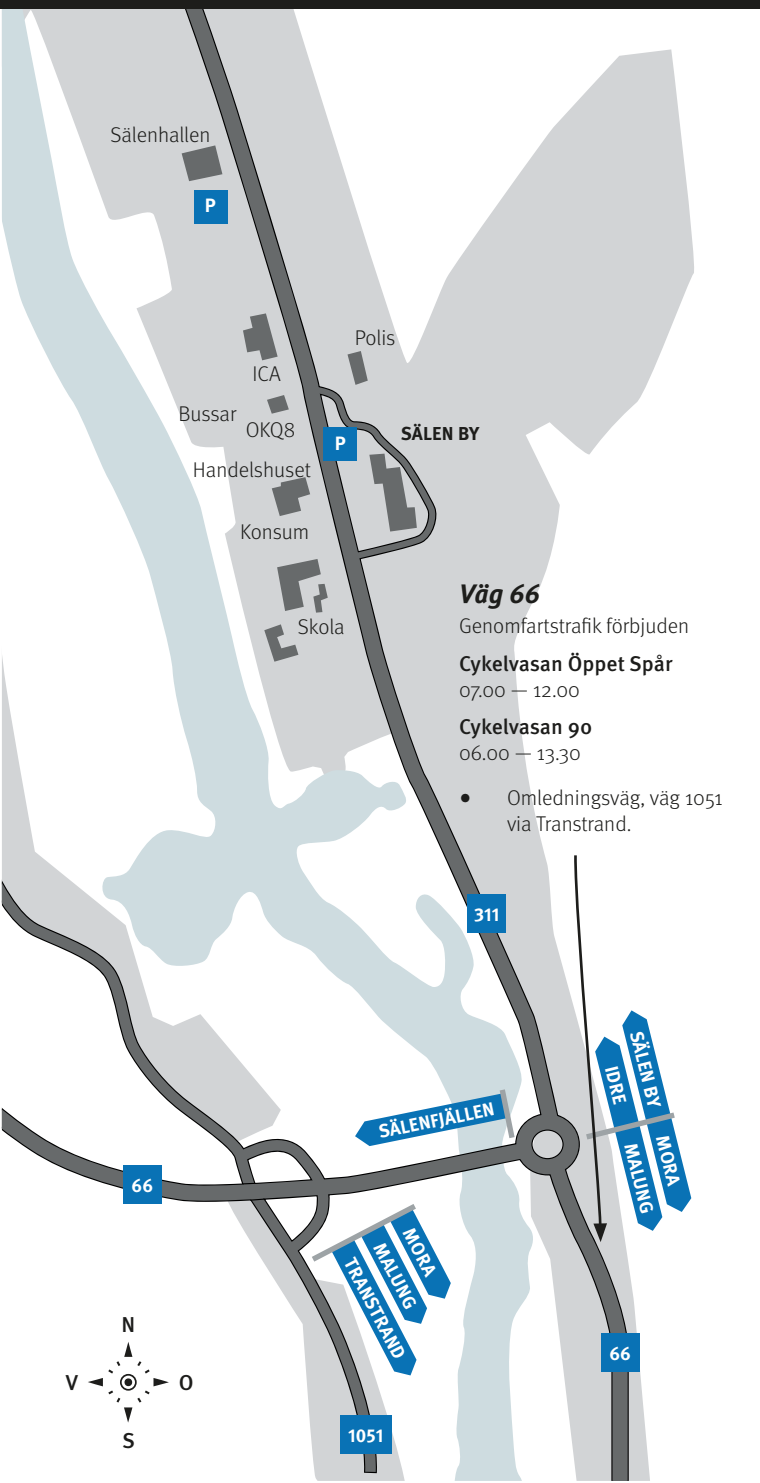 Sälenhallen
P
Polis
ICA
Bussar
OKQ8
P
SÄLEN BY
Handelshuset
Konsum
Skola
Väg 66
Genomfartstrafik förbjuden
Cykelvasan Öppet Spår
07.00 — 12.00
Cykelvasan 90
06.00 — 13.30
• Omledningsväg, väg 1051
via Transtrand.
311
SÄLEN BY
IDRE
SÄLENFJÄLLEN
MORA
MALUNG
66
MORA
MALUNG
TRANSTRAND
N
V O
S
66
1051